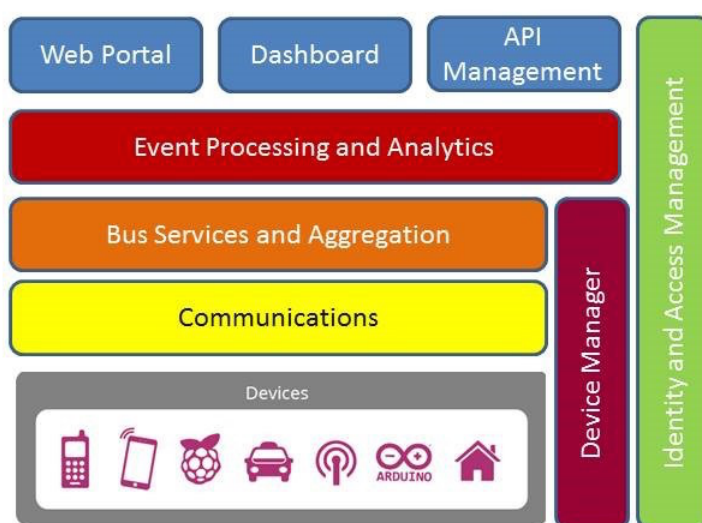 Web Portal
Dashboard
API
Management
Event Processing and Analytics
Bus Services and Aggregation
Communications
Devices
ARDUINO
Device Manager
Identity and Access Management